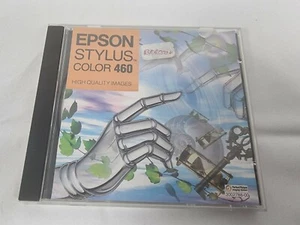 EPSON
STYLUS
COLOR 460
HIGH QUALITY IMAGES